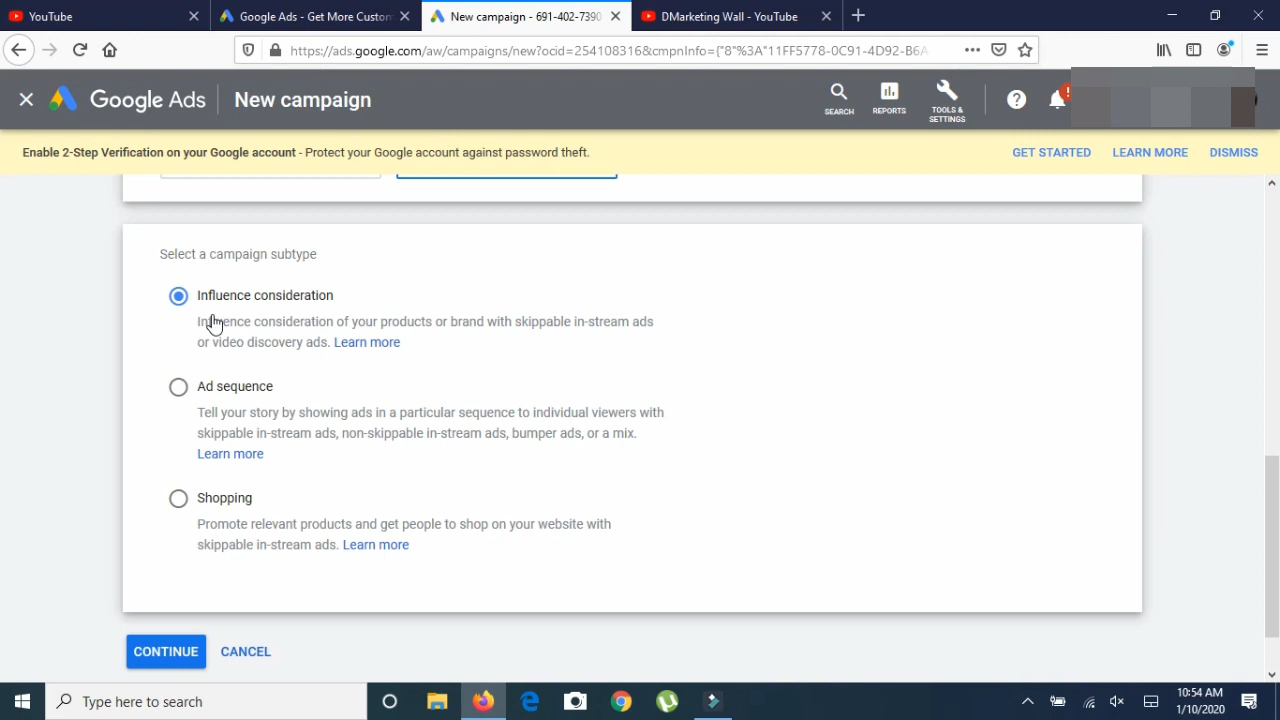 YouTube
Google Ads - Get More Custon
New campaign - 691-402-7390
DMarketing Wall - YouTube
https://ads.google.com/aw/campaigns/new?ocid=254108316&cmpnInfo={"8"%3A"11FF5778-0C91-4D92-B6A
Google Ads
New campaign
SEARCH
REPORTS
TOOLS &
SETTINGS
Enable 2-Step Verification on your Google account - Protect your Google account against password theft.
GET STARTED
LEARN MORE
DISMISS
Select a campaign subtype
Influence consideration
Influence consideration of your products or brand with skippable in-stream ads
or video discovery ads. Learn more
Ad sequence
Tell your story by showing ads in a particular sequence to individual viewers with
skippable in-stream ads, non-skippable in-stream ads, bumper ads, or a mix.
Learn more
Shopping
Promote relevant products and get people to shop on your website with
skippable in-stream ads. Learn more
CONTINUE
CANCEL
Type here to search
10:54 AM
1/10/2020